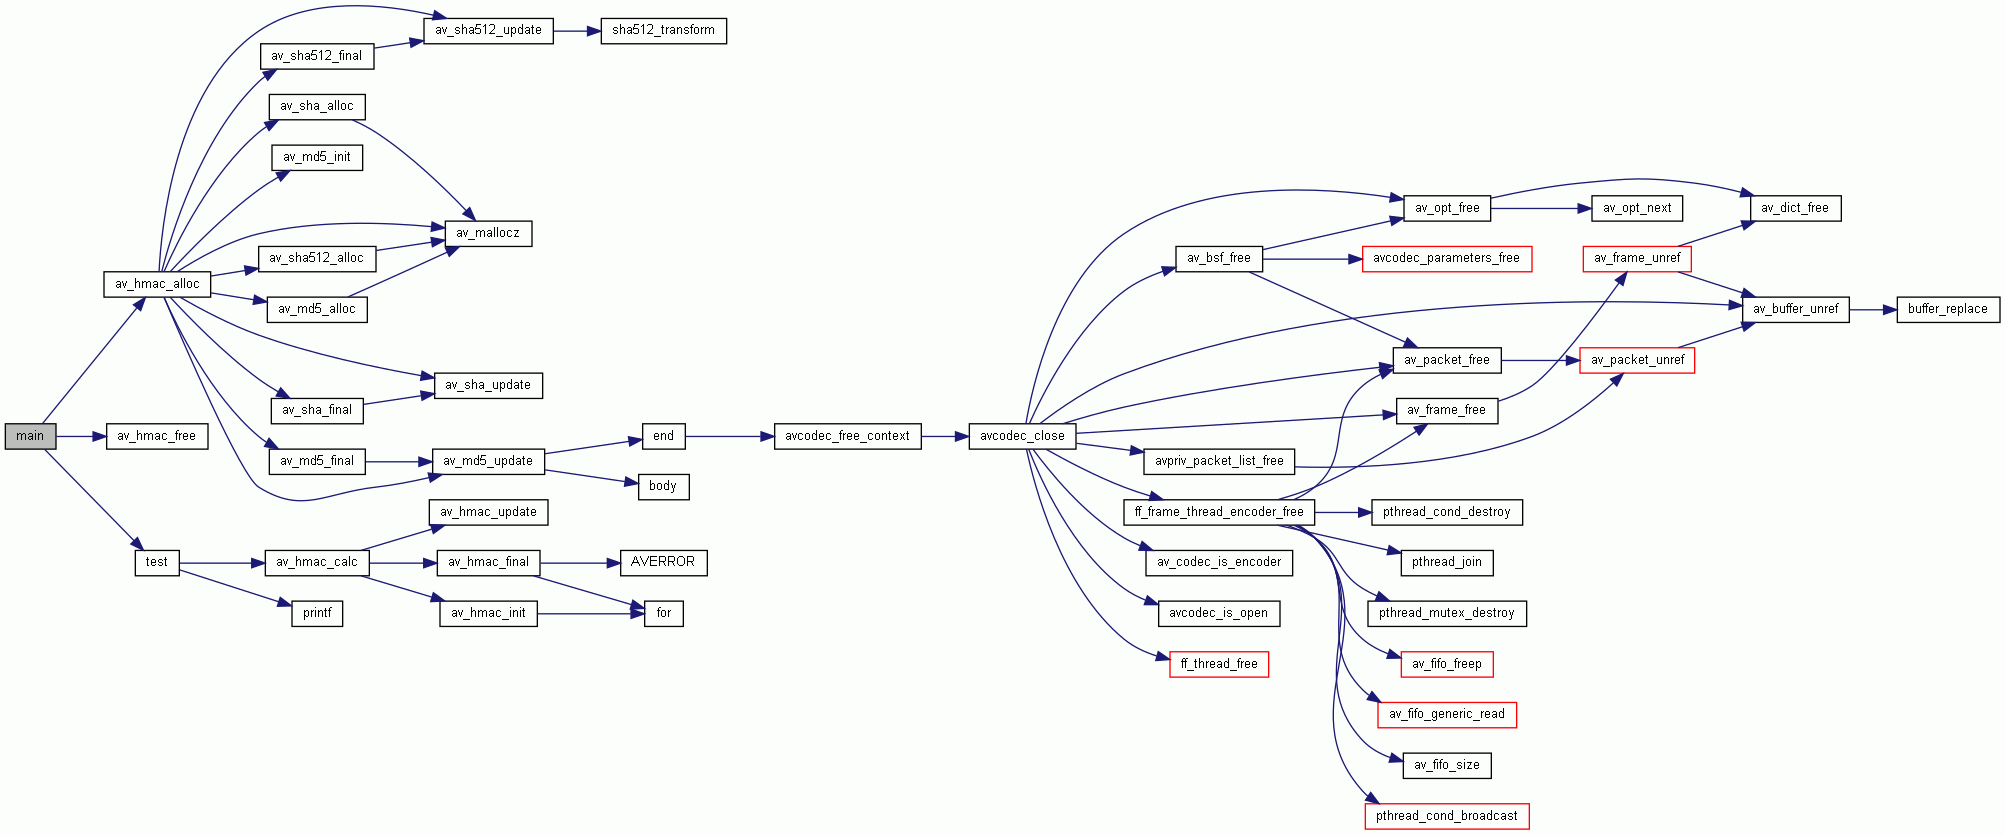 main
av_hmac_alloc
av_hmac_free
test
av_sha512_final
av_sha_alloc
av_md5_init
av_sha512_alloc
av_md5_alloc
av_sha_final
av_md5_final
av_hmac_calc
printf
av_sha512_update
av_mallocz
av_sha_update
av_md5_update
av_hmac_update
av_hmac_final
av_hmac_init
sha512_transform
end
body
AVERROR
for
avcodec_free_context
avcodec_close
av_bsf_free
avpriv_packet_list_free
ff_frame_thread_encoder_free
av_codec_is_encoder
avcodec_is_open
ff_thread_free
av_opt_free
avcodec_parameters_free
av_packet_free
av_frame_free
pthread_cond_destroy
pthread_join
pthread_mutex_destroy
av_fifo_freep
av_fifo_generic_read
av_fifo_size
pthread_cond_broadcast
av_opt_next
av_frame_unref
av_packet_unref
av_dict_free
av_buffer_unref
buffer_replace